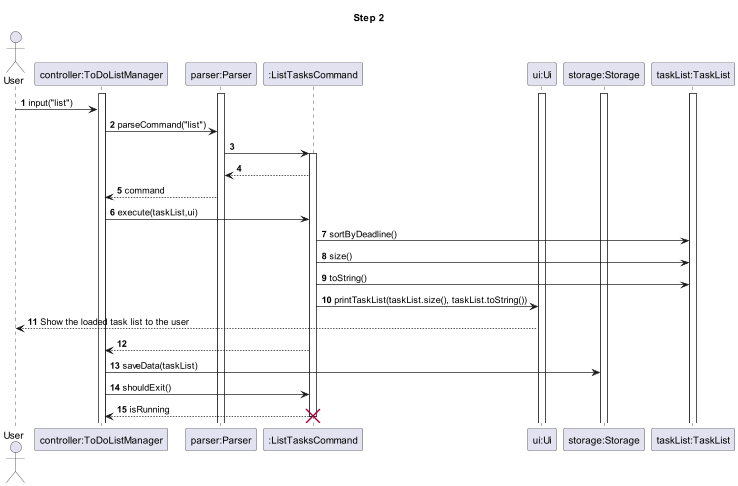 Step 2
User
controller:ToDoListManager
parser:Parser
:ListTasksCommand
ui:Ui
storage:Storage
taskList:TaskList
1 input("list")
2 parseCommand("list")
3
4
5 command
6 execute(taskList,ui)
7 sortByDeadline()
8 size()
9 toString()
10 printTaskList(taskList.size(), taskList.toString())
11 Show the loaded task list to the user
12
13 saveData(taskList)
14 shouldExit()
15 isRunning
User
controller:ToDoListManager
parser:Parser
:ListTasksCommand
ui:Ui
storage:Storage
taskList:TaskList